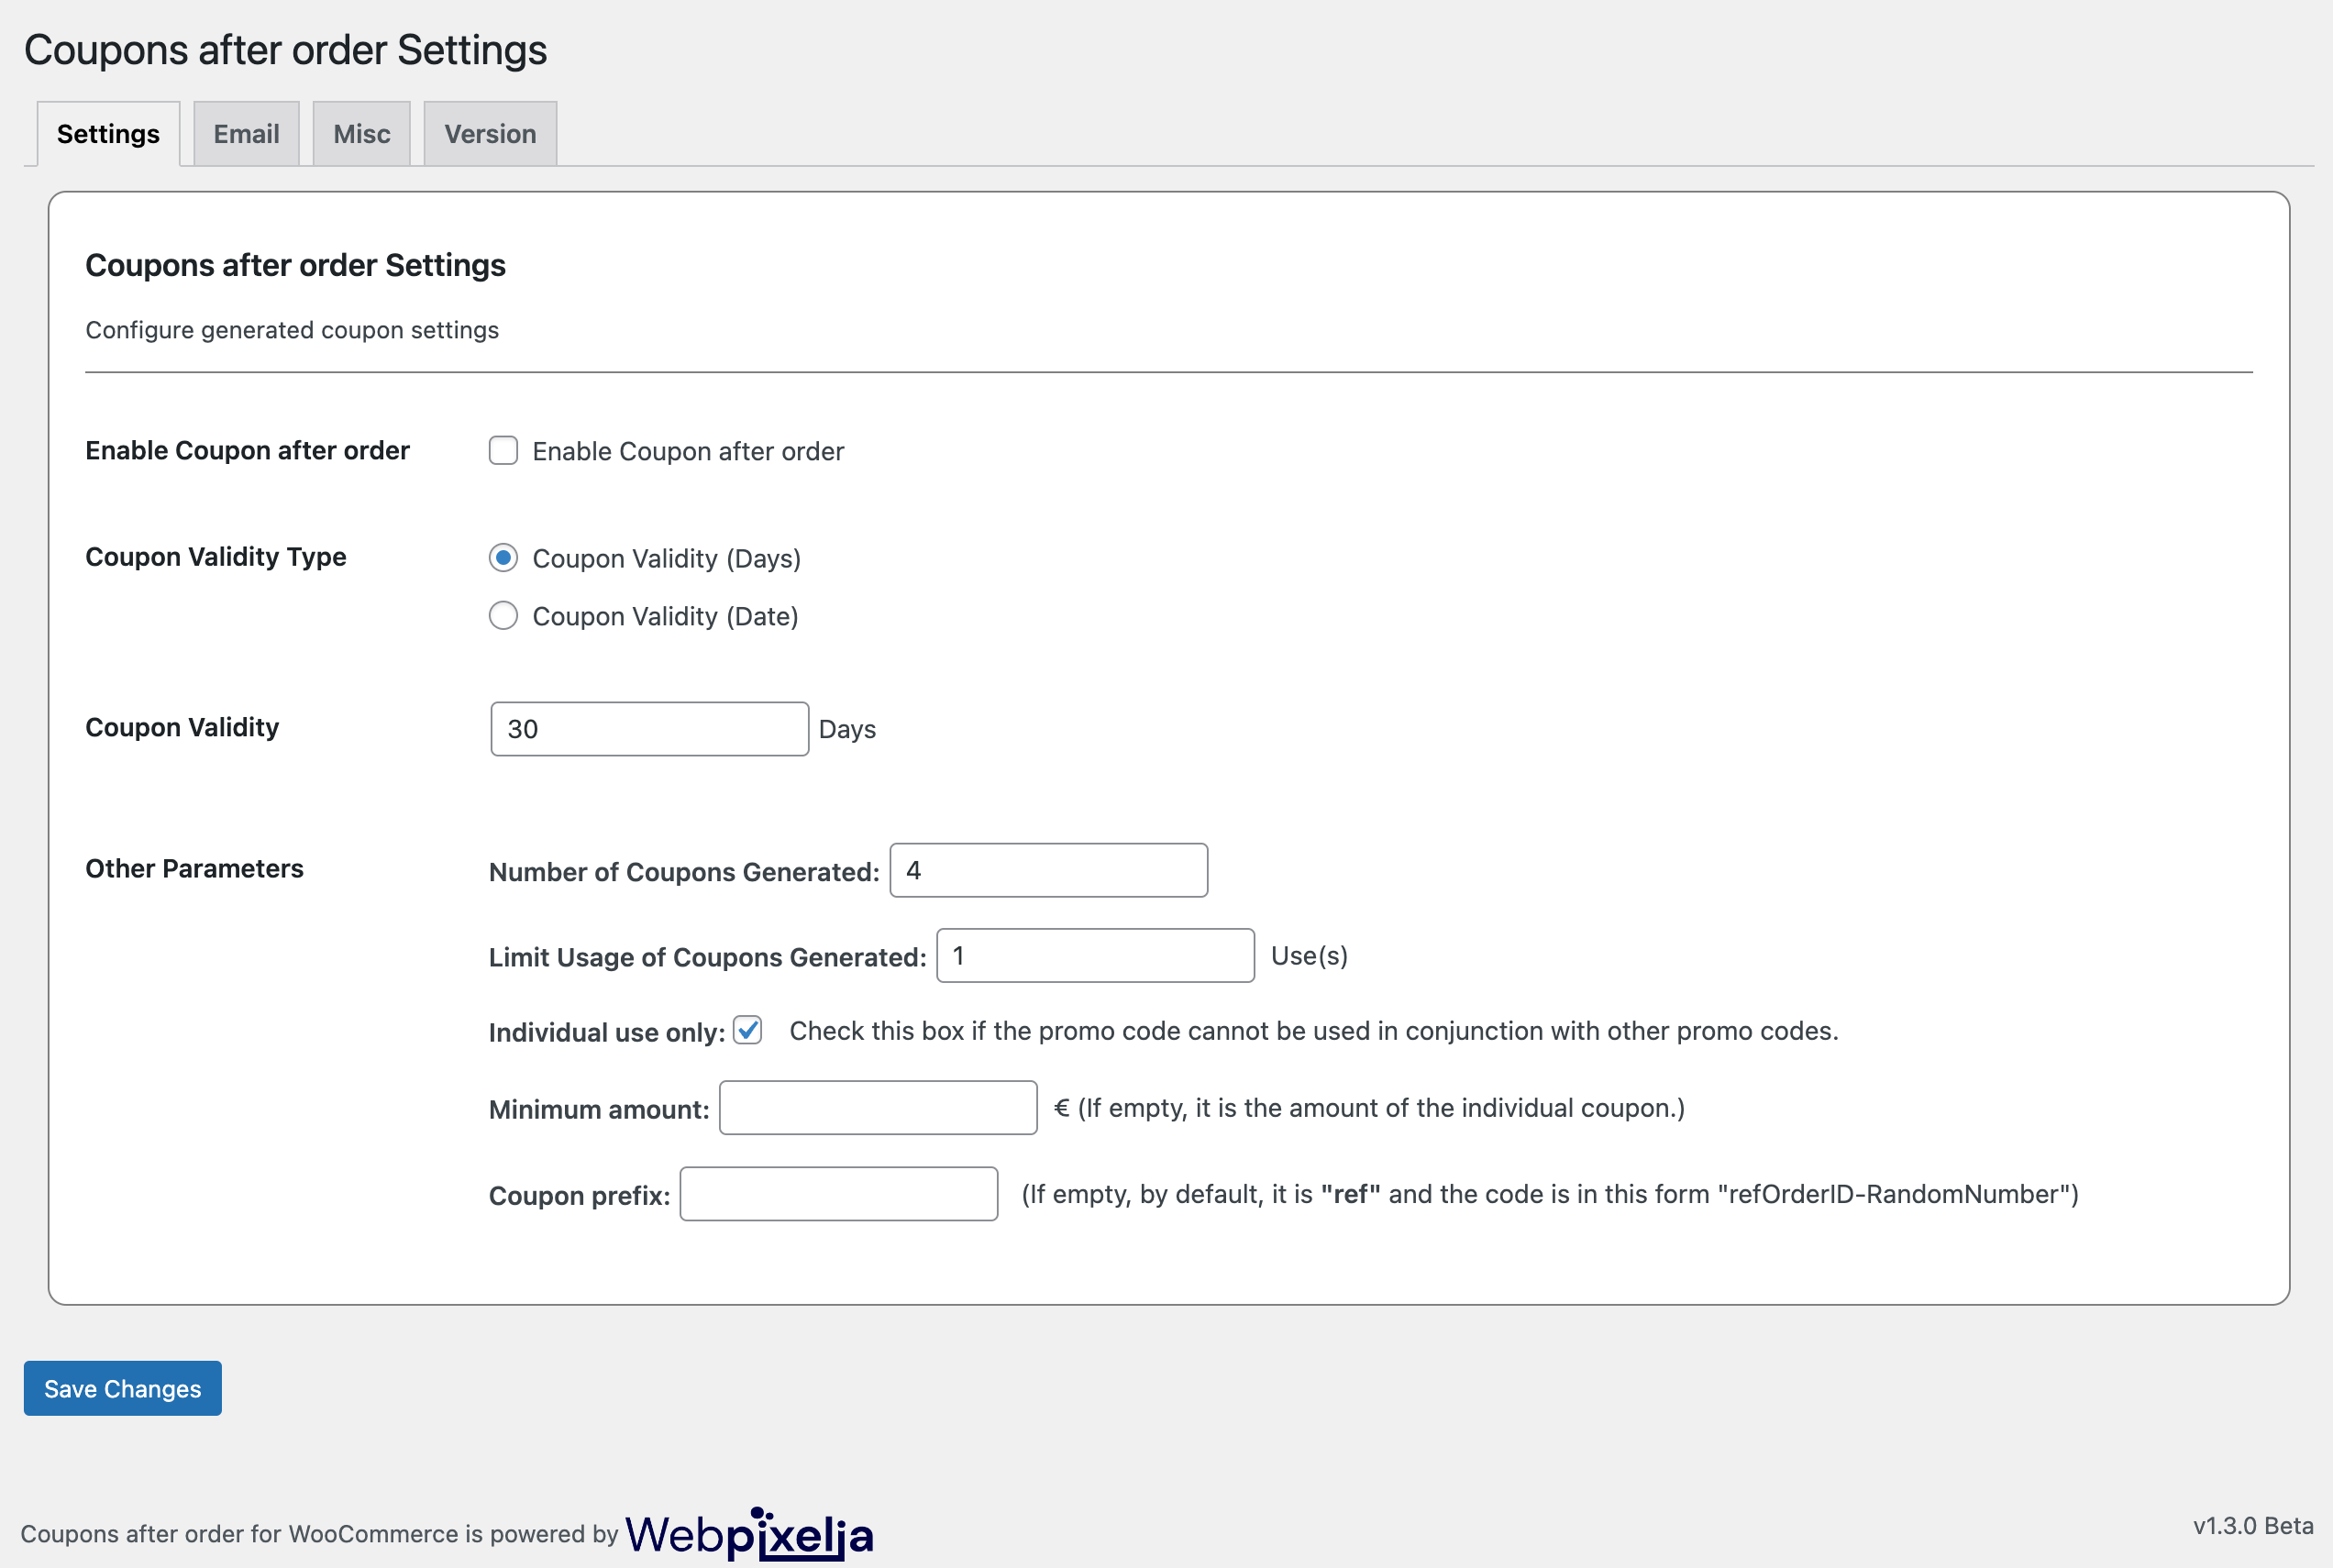 Coupons after order Settings
Settings Email Misc Version
Coupons after order Settings
Configure generated coupon settings
Enable Coupon after order Enable Coupon after order
Coupon Validity Type Coupon Validity (Days)
Coupon Validity (Date)
Coupon Validity 30 Days
Other Parameters Number of Coupons Generated: 4
Limit Usage of Coupons Generated: 1 Use(s)
Individual use only: Check this box if the promo code cannot be used in conjunction with other promo codes.
Minimum amount: € (If empty, it is the amount of the individual coupon.)
Coupon prefix: (If empty, by default, it is "ref" and the code is in this form "refOrderID-RandomNumber")
Save Changes
Coupons after order for WooCommerce is powered by Webpixelia
v1.3.0 Beta